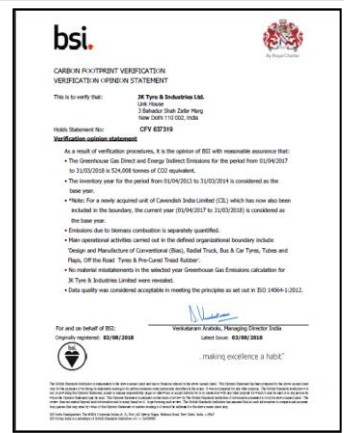 bsi.
By Royal Charter
CARBON FOOTPRINT VERIFICATION
VERIFICATION OPINION STATEMENT
This is to verify that: JK Tyre & Industries Ltd.
Link House
3 Bahadur Shah Zafar Marg
New Delhi 110 002, India
Holds Statement No: CFV 637319
Verification opinion statement
As a result of verification procedures, it is the opinion of BSI with reasonable assurance that:
• The Greenhouse Gas Direct and Energy Indirect Emissions for the period from 01/04/2017
to 31/03/2018 is 524,008 tonnes of CO2 equivalent.
• The inventory year for the period from 01/04/2013 to 31/03/2014 is considered as the
base year.
• *Note: For a newly acquired unit of Cavendish India Limited (CIL) which has now also been
included in the boundary, the current year (01/04/2017 to 31/03/2018) is considered as
the base year.
• Emissions due to biomass combustion is separately quantified.
• Main operational activities carried out in the defined organizational boundary include
'Design and Manufacture of Conventional (Bias), Radial Truck, Bus & Car Tyres, Tubes and
Flaps, Off the Road Tyres & Pre-Cured Tread Rubber'.
• No material misstatements in the selected year Greenhouse Gas Emissions calculation for
JK Tyre & Industries Limited were revealed.
• Data quality was considered acceptable in meeting the principles as set out in ISO 14064-1:2012.
For and on behalf of BSI: Venkataram Arabolu, Managing Director India
Originally registered: 03/08/2018 Latest Issue: 03/08/2018
bsi.
...making excellence a habit.™